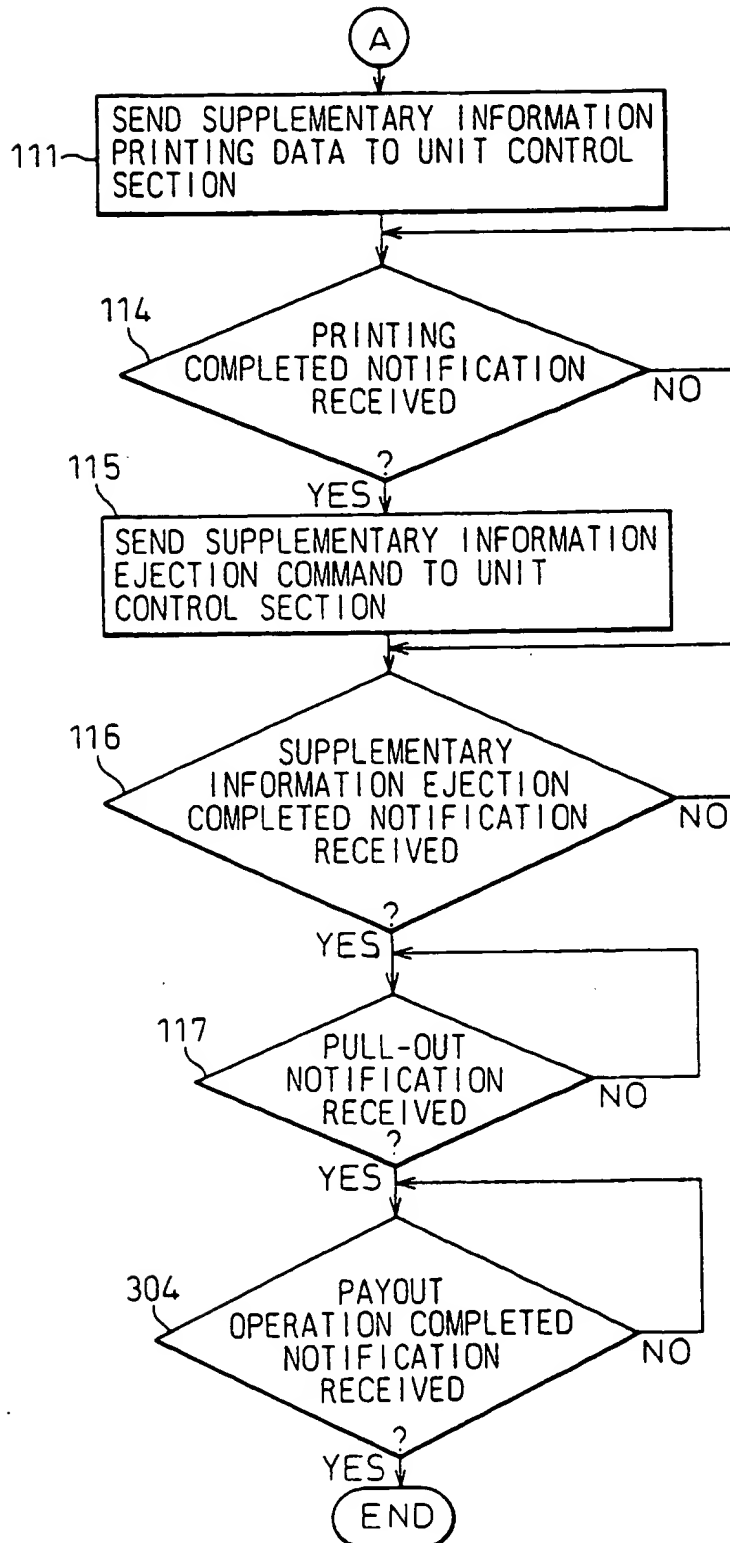 A
SEND SUPPLEMENTARY INFORMATION
PRINTING DATA TO UNIT CONTROL
SECTION
111
114
PRINTING
COMPLETED NOTIFICATION
RECEIVED
NO
?
YES
115
SEND SUPPLEMENTARY INFORMATION
EJECTION COMMAND TO UNIT
CONTROL SECTION
116
SUPPLEMENTARY
INFORMATION EJECTION
COMPLETED NOTIFICATION
RECEIVED
NO
?
YES
117
PULL-OUT
NOTIFICATION
RECEIVED
NO
?
YES
304
PAYOUT
OPERATION COMPLETED
NOTIFICATION
RECEIVED
NO
?
YES
END